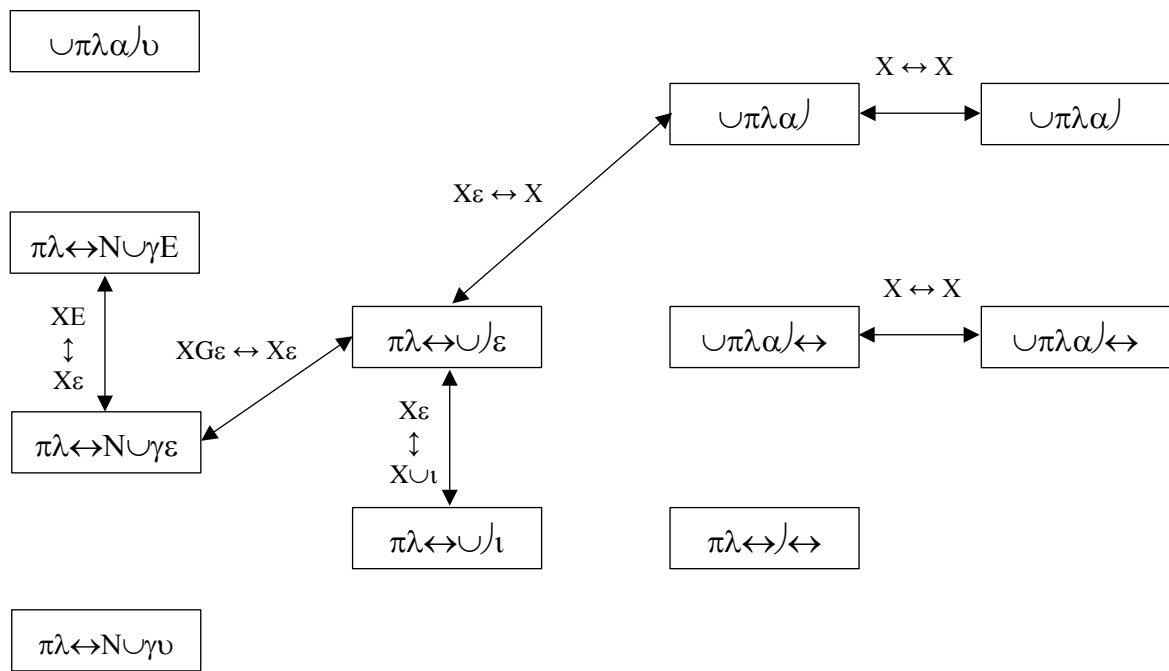 ∪πλα⌡υ
X ↔ X
∪πλα⌡
∪πλα⌡
Xε ↔ X
πλ↔N∪γE
XE
↕
Xε
XGε ↔ Xε
πλ↔∪⌡ε
X ↔ X
∪πλα⌡↔
∪πλα⌡↔
πλ↔N∪γε
Xε
↕
X∪ι
πλ↔∪⌡ι
πλ↔⌡↔
πλ↔N∪γυ